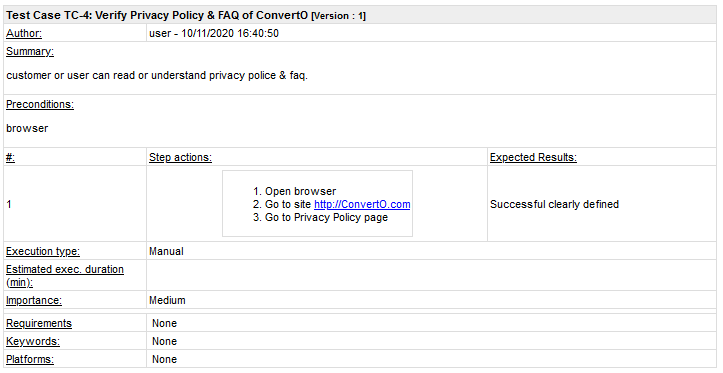 Test Case TC-4: Verify Privacy Policy & FAQ of ConvertO [Version : 1]
Author: user - 10/11/2020 16:40:50
Summary:
customer or user can read or understand privacy police & faq.
Preconditions:
browser
#: Step actions: Expected Results:
1
1. Open browser
2. Go to site http://ConvertO.com
3. Go to Privacy Policy page
Successful clearly defined
Execution type: Manual
Estimated exec. duration
(min):
Importance: Medium
Requirements None
Keywords: None
Platforms: None